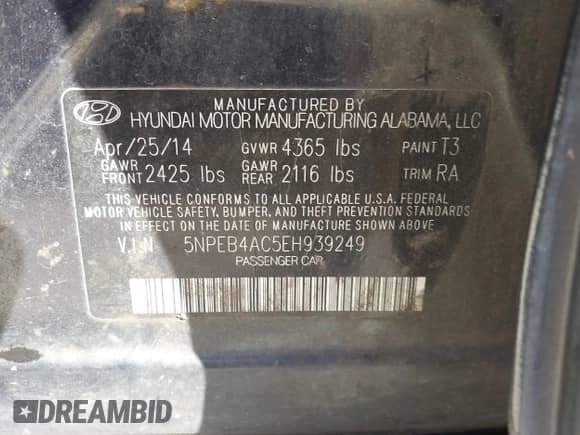 MANUFACTURED BY
HYUNDAI MOTOR MANUFACTURING ALABAMA, LLC
Apr/25/14 GVWR 4365 lbs PAINT T3
GAWR FRONT 2425 lbs GAWR REAR 2116 lbs TRIM RA
THIS VEHICLE CONFORMS TO ALL APPLICABLE U.S.A. FEDERAL
MOTOR VEHICLE SAFETY, BUMPER, AND THEFT PREVENTION
STANDARDS IN EFFECT ON THE DATE OF
MANUFACTURE SHOWN ABOVE.
V.I.N 5NPEB4AC5EH939249
PASSENGER CAR
DREAMBID